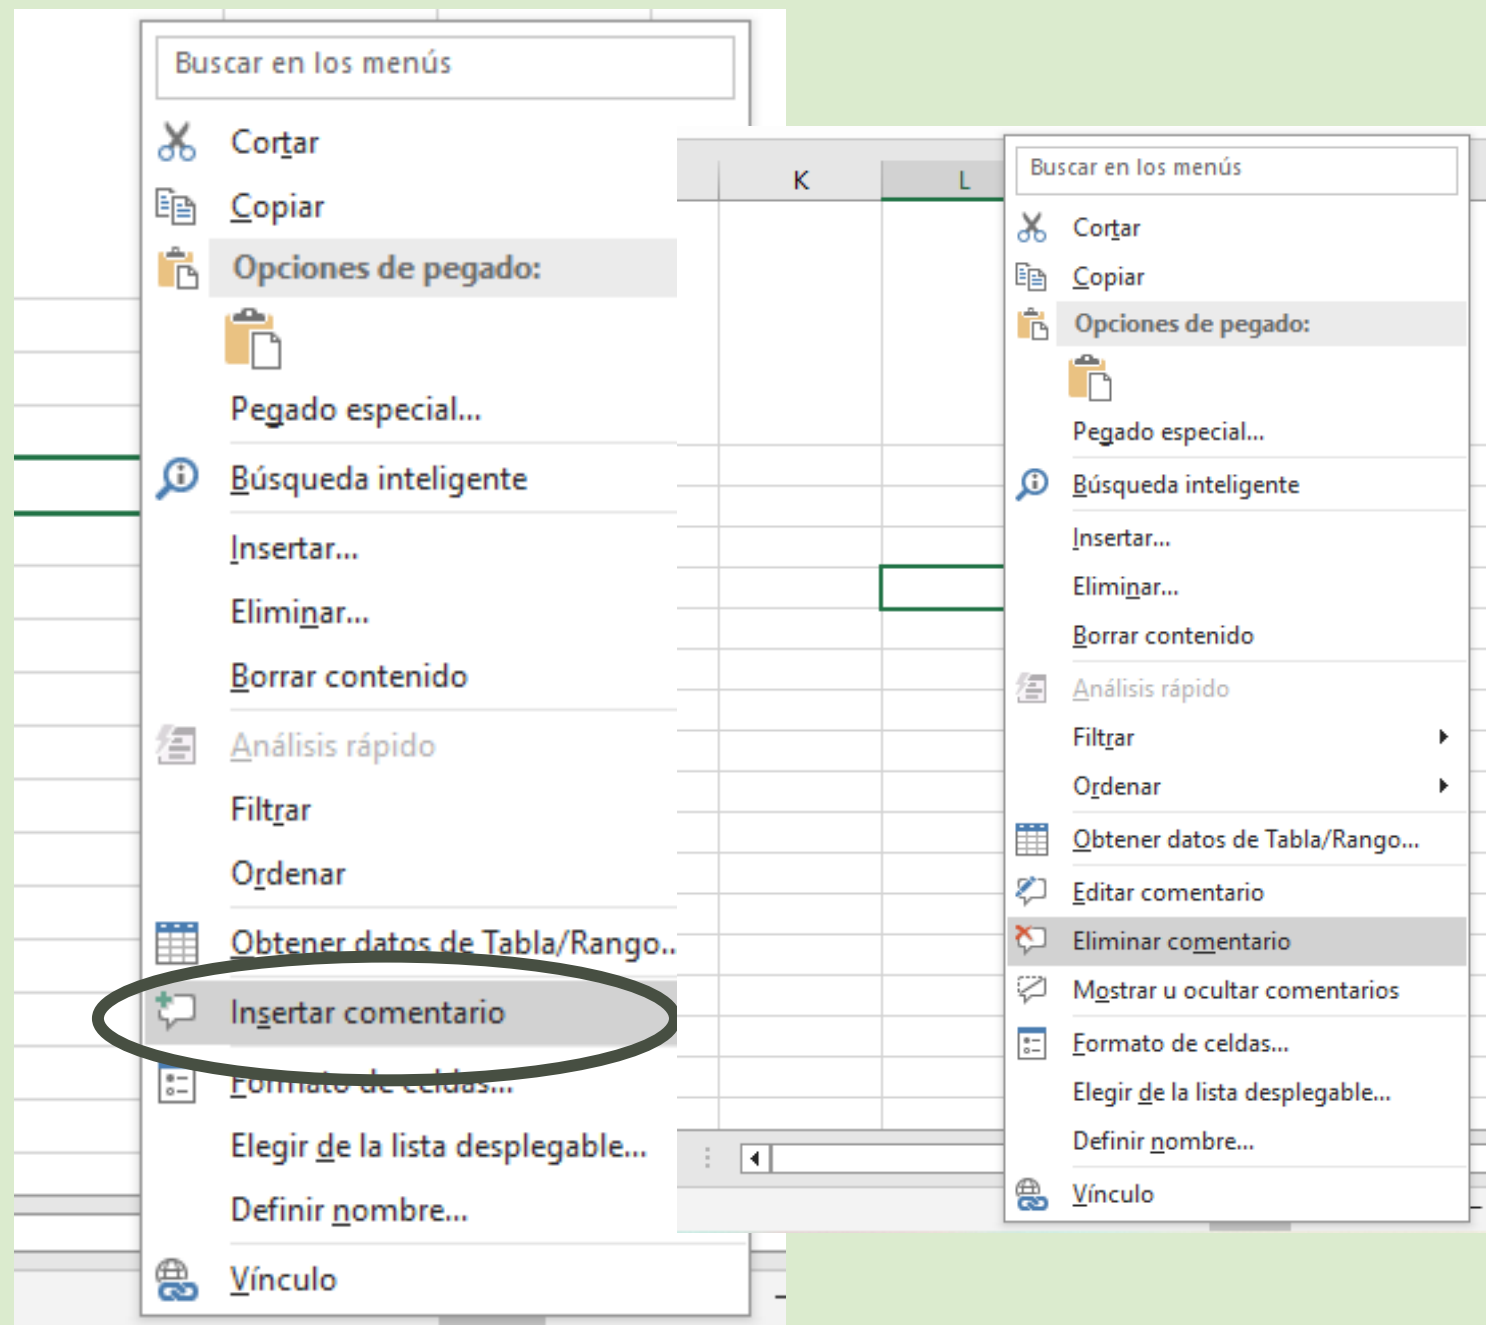 Buscar en los menús
Cortar
Copiar
Opciones de pegado:
Pegado especial...
Búsqueda inteligente
Insertar...
Eliminar...
Borrar contenido
Análisis rápido
Filtrar
Ordenar
Obtener datos de Tabla/Rango..
Insertar comentario
Formato de celdas...
Elegir de la lista desplegable...
Definir nombre...
Vínculo
K
L
Buscar en los menús
Cortar
Copiar
Opciones de pegado:
Pegado especial...
Búsqueda inteligente
Insertar...
Eliminar...
Borrar contenido
Análisis rápido
Filtrar
Ordenar
Obtener datos de Tabla/Rango...
Editar comentario
Eliminar comentario
Mostrar u ocultar comentarios
Formato de celdas...
Elegir de la lista desplegable...
Definir nombre...
Vínculo